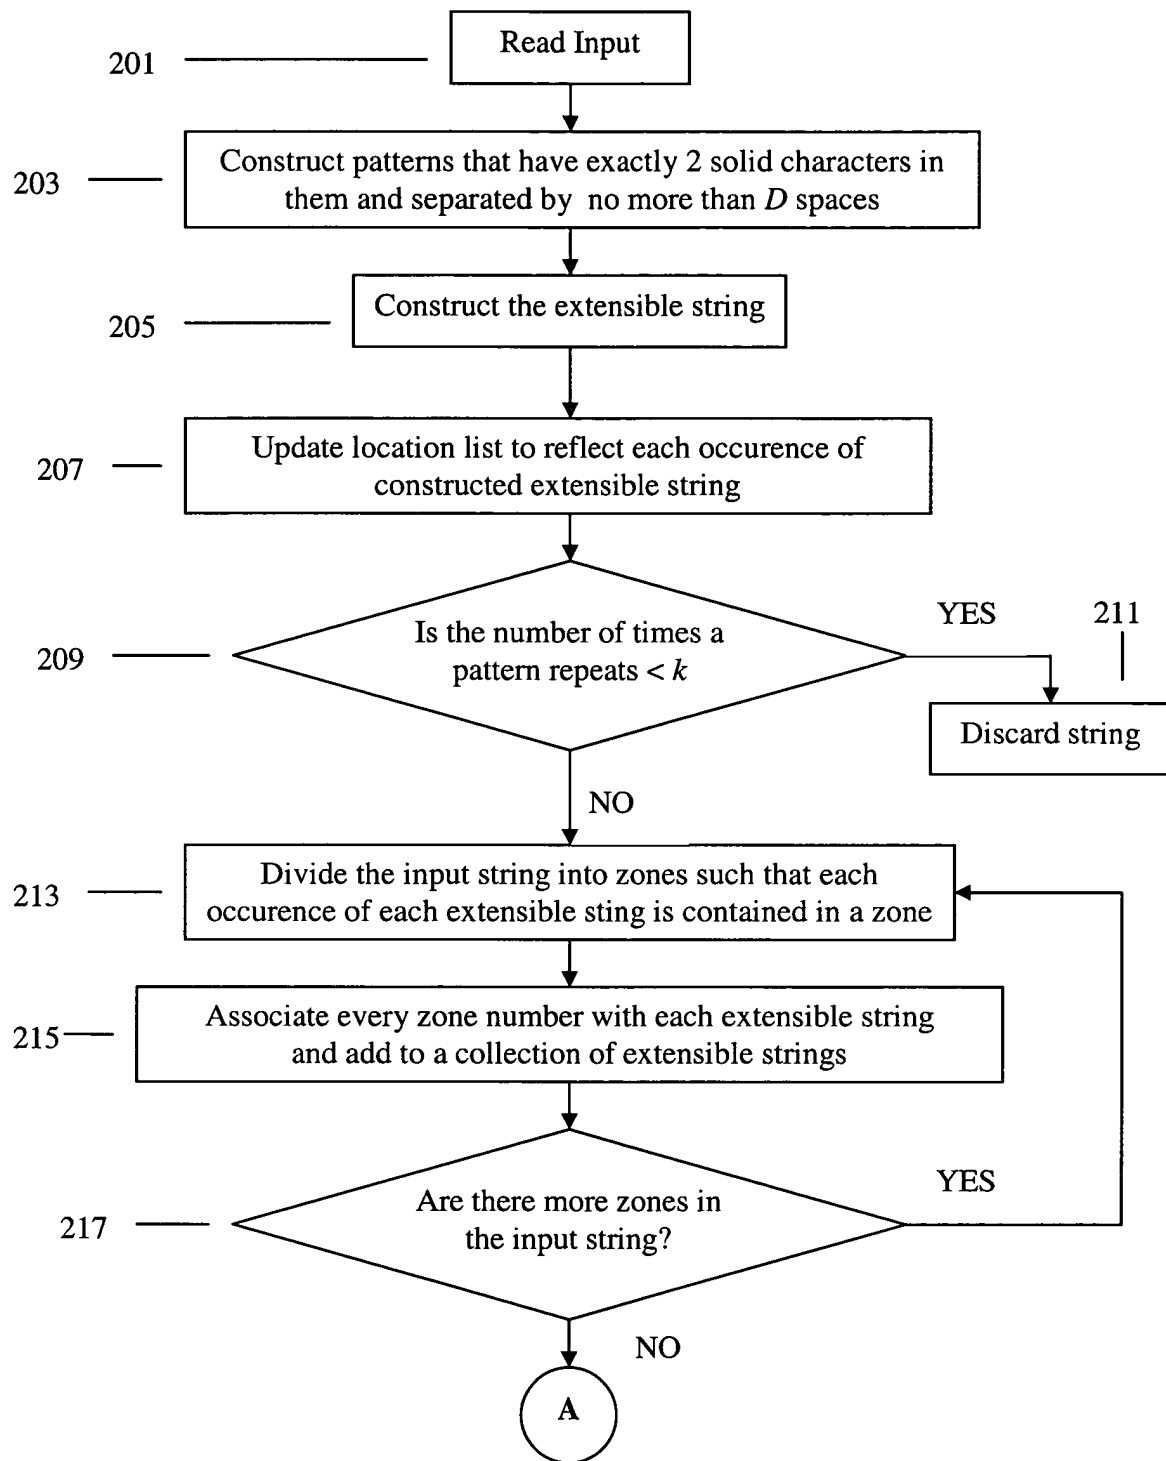 Read Input
201
Construct patterns that have exactly 2 solid characters in
them and separated by no more than D spaces
203
Construct the extensible string
205
Update location list to reflect each occurence of
constructed extensible string
207
Is the number of times a
pattern repeats < k
209
YES
211
Discard string
NO
Divide the input string into zones such that each
occurence of each extensible sting is contained in a zone
213
Associate every zone number with each extensible string
and add to a collection of extensible strings
215
Are there more zones in
the input string?
217
YES
NO
A